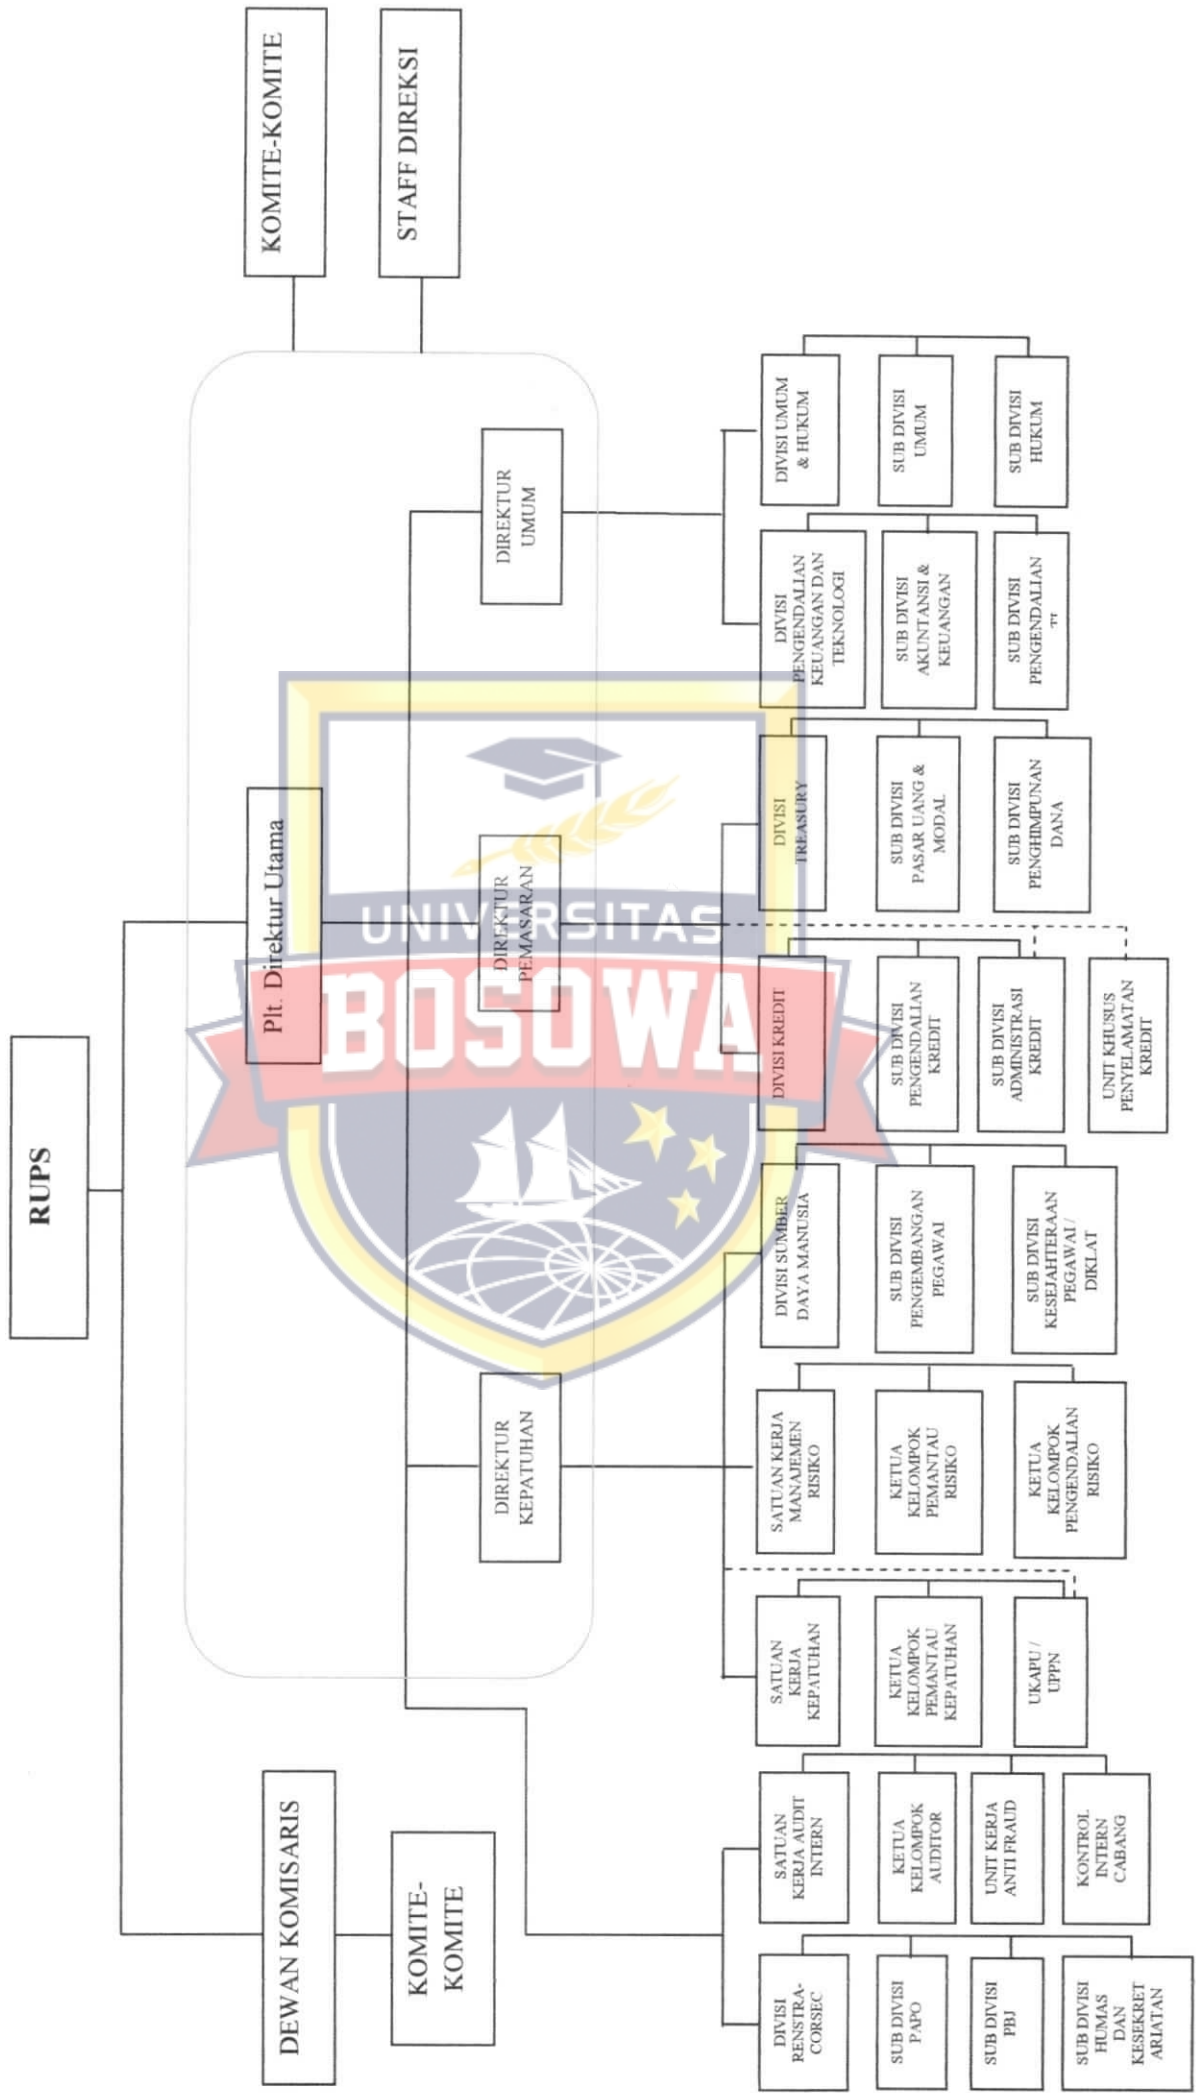 RUPS
DEWAN KOMISARIS
KOMITE-
KOMITE
Plt. Direktur Utama
KOMITE-KOMITE
STAFF DIREKSI
DIREKTUR
KEPATUHAN
DIREKTUR
PEMASARAN
DIREKTUR
UMUM
DIVISI
RENSTRA-
CORSEC
SUB DIVISI
PAPO
SUB DIVISI
PBJ
SUB DIVISI
HUMAS
DAN
KESEKRET
ARIATAN
SATUAN
KERJA AUDIT
INTERN
KETUA
KELOMPOK
AUDITOR
UNIT KERJA
ANTI FRAUD
KONTROL
INTERN
CABANG
SATUAN
KERJA
KEPATUHAN
KETUA
KELOMPOK
PEMANTAU
KEPATUHAN
UKAPU /
UPPN
SATUAN KERJA
MANAJEMEN
RISIKO
KETUA
KELOMPOK
PEMANTAU
RISIKO
KETUA
KELOMPOK
PENGENDALIAN
RISIKO
DIVISI SUMBER
DAYA MANUSIA
SUB DIVISI
PENGEMBANGAN
PEGAWAI
SUB DIVISI
KESEJAHTERAAN
PEGAWAI /
DIKLAT
DIVISI KREDIT
SUB DIVISI
PENGENDALIAN
KREDIT
SUB DIVISI
ADMINISTRASI
KREDIT
UNIT KHUSUS
PENYELAMATAN
KREDIT
DIVISI
TREASURY
SUB DIVISI
PASAR UANG &
MODAL
SUB DIVISI
PENGHIMPUNAN
DANA
DIVISI
PENGENDALIAN
KEUANGAN DAN
TEKNOLOGI
SUB DIVISI
AKUNTANSI &
KEUANGAN
SUB DIVISI
PENGENDALIAN
DIVISI UMUM
& HUKUM
SUB DIVISI
UMUM
SUB DIVISI
HUKUM
UNIVERSITAS
BOSOWA